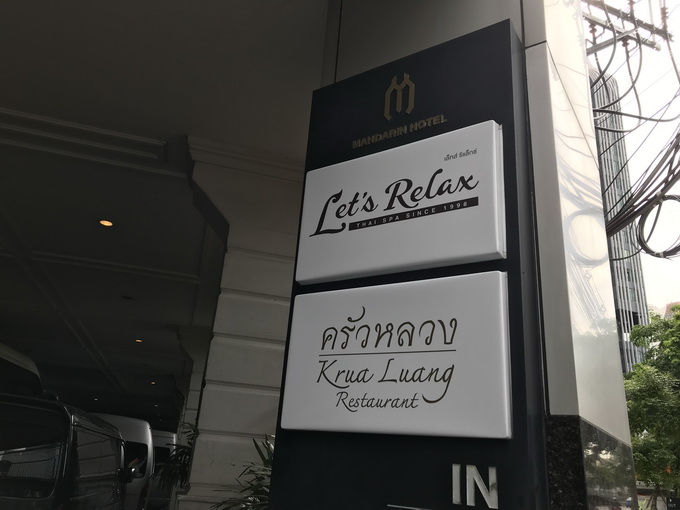 MANDARIN HOTEL
เล็ทส์ รีแล็กซ์
Let's Relax
THAI SPA SINCE 1998
ครัวหลวง
Krua Luang
Restaurant
IN